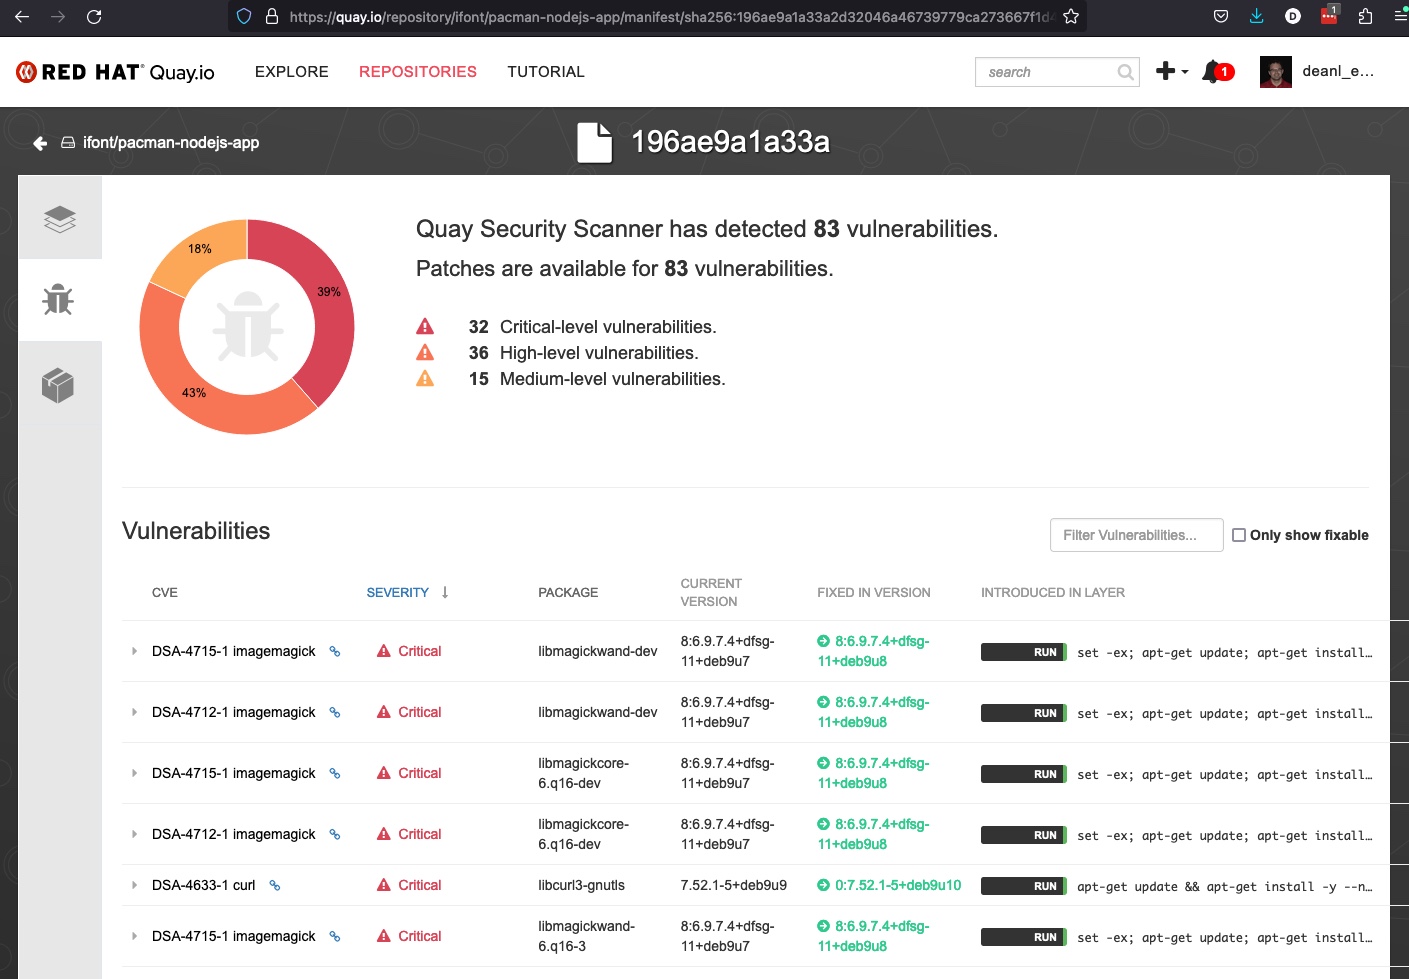 https://quay.io/repository/ifont/pacman-nodejs-app/manifest/sha256:196ae9a1a33a2d32046a46739779ca273667f1d
D
1
RED HAT Quay.io
EXPLORE
REPOSITORIES
TUTORIAL
search
1
deanl_e...
ifont/pacman-nodejs-app
196ae9a1a33a
18%
39%
43%
Quay Security Scanner has detected 83 vulnerabilities.
Patches are available for 83 vulnerabilities.
32 Critical-level vulnerabilities.
36 High-level vulnerabilities.
15 Medium-level vulnerabilities.
Vulnerabilities
Filter Vulnerabilities...
Only show fixable
CVE
SEVERITY
PACKAGE
CURRENT
VERSION
FIXED IN VERSION
INTRODUCED IN LAYER
DSA-4715-1 imagemagick
Critical
libmagickwand-dev
8:6.9.7.4+dfsg-
11+deb9u7
8:6.9.7.4+dfsg-
11+deb9u8
RUN
set -ex; apt-get update; apt-get install…
DSA-4712-1 imagemagick
Critical
libmagickwand-dev
8:6.9.7.4+dfsg-
11+deb9u7
8:6.9.7.4+dfsg-
11+deb9u8
RUN
set -ex; apt-get update; apt-get install…
DSA-4715-1 imagemagick
Critical
libmagickcore-
6.q16-dev
8:6.9.7.4+dfsg-
11+deb9u7
8:6.9.7.4+dfsg-
11+deb9u8
RUN
set -ex; apt-get update; apt-get install…
DSA-4712-1 imagemagick
Critical
libmagickcore-
6.q16-dev
8:6.9.7.4+dfsg-
11+deb9u7
8:6.9.7.4+dfsg-
11+deb9u8
RUN
set -ex; apt-get update; apt-get install…
DSA-4633-1 curl
Critical
libcurl3-gnutls
7.52.1-5+deb9u9
0:7.52.1-5+deb9u10
RUN
apt-get update && apt-get install -y --n…
DSA-4715-1 imagemagick
Critical
libmagickwand-
6.q16-3
8:6.9.7.4+dfsg-
11+deb9u7
8:6.9.7.4+dfsg-
11+deb9u8
RUN
set -ex; apt-get update; apt-get install…